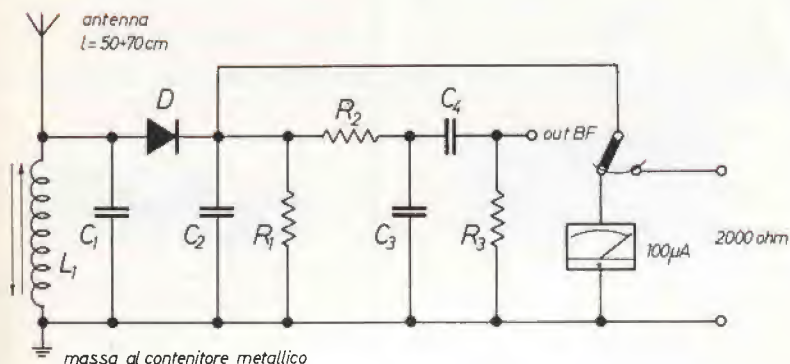 antenna
l=50÷70cm
D
R2
C4
out BF
L1
C1
C2
R1
C3
R3
100µA
2000 ohm
massa al contenitore metallico